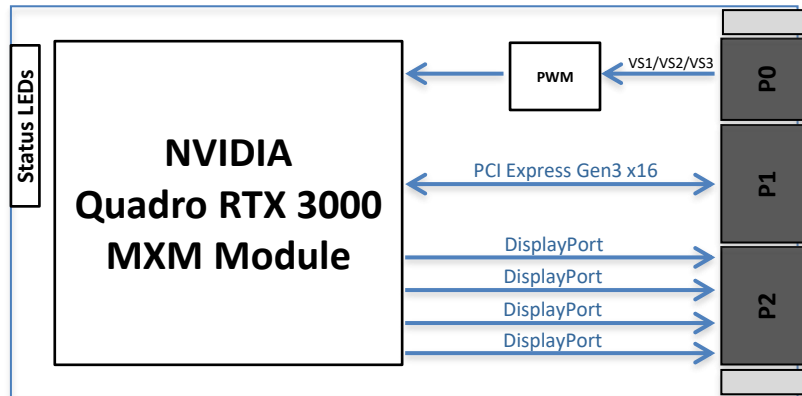 Status LEDs
NVIDIA
Quadro RTX 3000
MXM Module
PWM
VS1/VS2/VS3
P0
PCI Express Gen3 x16
P1
DisplayPort
DisplayPort
DisplayPort
DisplayPort
P2